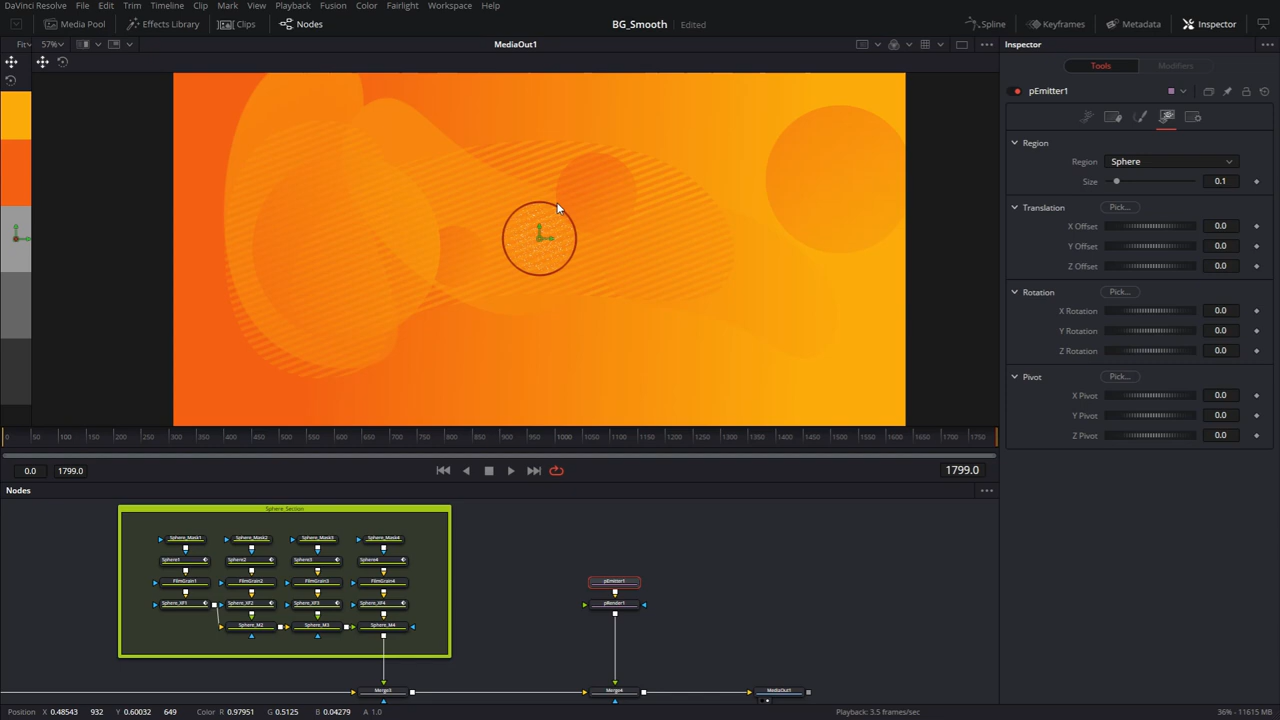 DaVinci Resolve File Edit Trim Timeline Clip Mark View Playback Fusion Color Fairlight Workspace Help
Media Pool Effects Library Clips Nodes BG_Smooth Edited Spline Keyframes Metadata Inspector
Fit 57% MediaOut1 Inspector
Tools Modifiers
pEmitter1
Region
Region Sphere
Size 0.1
Translation Pick...
X Offset 0.0
Y Offset 0.0
Z Offset 0.0
Rotation Pick...
X Rotation 0.0
Y Rotation 0.0
Z Rotation 0.0
Pivot Pick...
X Pivot 0.0
Y Pivot 0.0
Z Pivot 0.0
0 50 100 150 200 250 300 350 400 450 500 550 600 650 700 750 800 850 900 950 1000 1050 1100 1150 1200 1250 1300 1350 1400 1450 1500 1550 1600 1650 1700 1750
0.0 1799.0 1799.0
Nodes
Sphere_Section
Sphere_Mask1 Sphere_Mask2 Sphere_Mask3 Sphere_Mask4
Sphere1 Sphere2 Sphere3 Sphere4
FilmGrain1 FilmGrain2 FilmGrain3 FilmGrain4
Sphere_XF1 Sphere_XF2 Sphere_XF3 Sphere_XF4
Sphere_M2 Sphere_M3 Sphere_M4
pEmitter1
pRender1
Merge3 Merge4 MediaOut1
Position X 0.48543 932 Y 0.60032 649 Color R 0.97951 G 0.5125 B 0.04279 A 1.0 Playback: 3.5 frames/sec 36% - 11615 MB